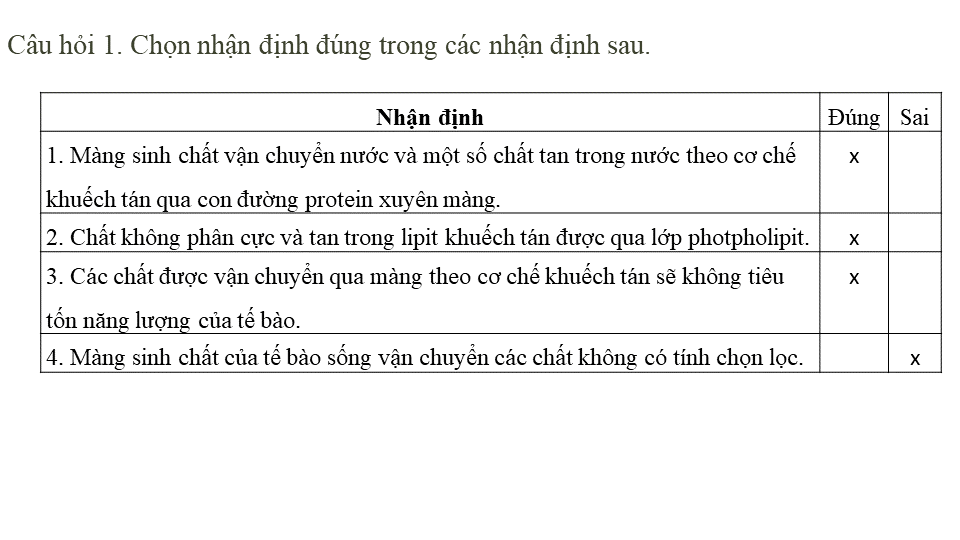 Câu hỏi 1. Chọn nhận định đúng trong các nhận định sau.
Nhận định Đúng Sai
1. Màng sinh chất vận chuyển nước và một số chất tan trong nước theo cơ chế x
khuếch tán qua con đường protein xuyên màng.
2. Chất không phân cực và tan trong lipit khuếch tán được qua lớp photpholipit. x
3. Các chất được vận chuyển qua màng theo cơ chế khuếch tán sẽ không tiêu x
tốn năng lượng của tế bào.
4. Màng sinh chất của tế bào sống vận chuyển các chất không có tính chọn lọc. x